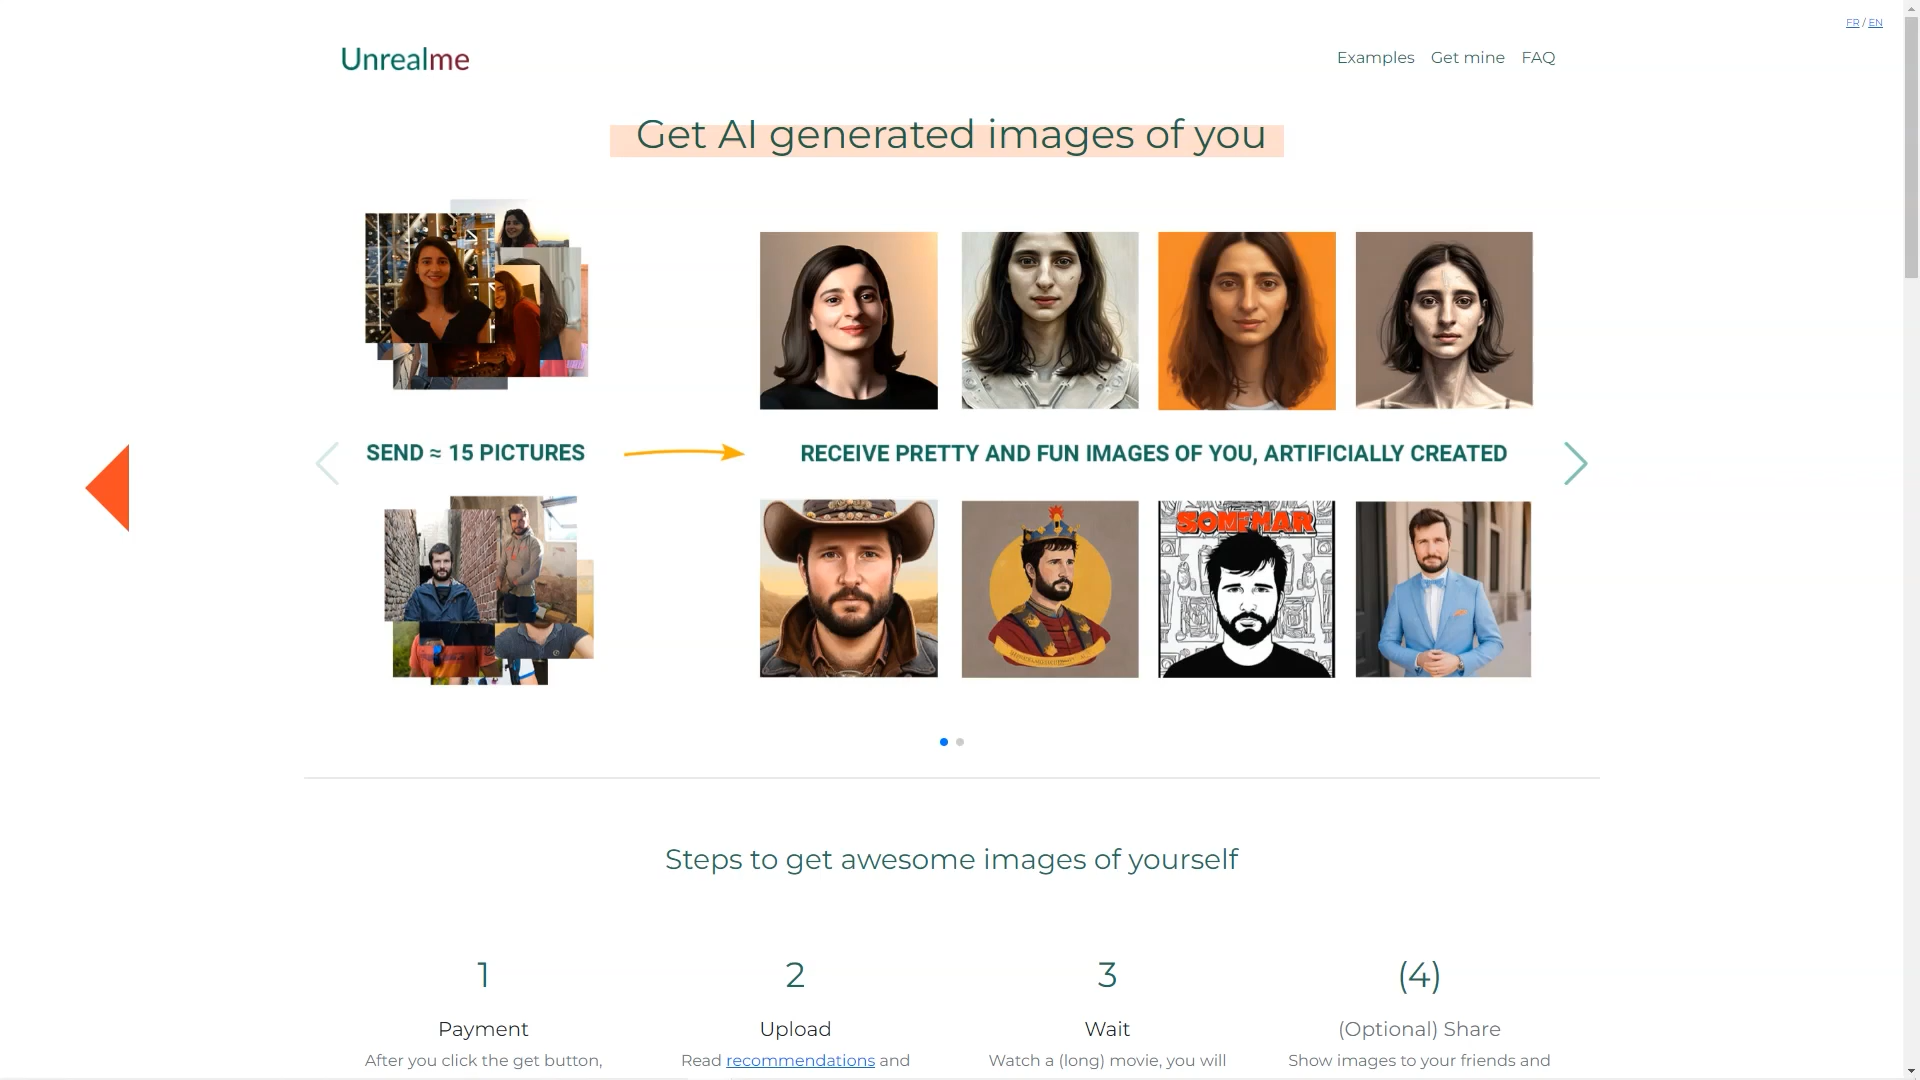 FR / EN
Unrealme
Examples Get mine FAQ
Get AI generated images of you
SEND ≈ 15 PICTURES
RECEIVE PRETTY AND FUN IMAGES OF YOU, ARTIFICIALLY CREATED
SOMEMAR
Steps to get awesome images of yourself
1
2
3
(4)
Payment
Upload
Wait
(Optional) Share
After you click the get button,
Read recommendations and
Watch a (long) movie, you will
Show images to your friends and